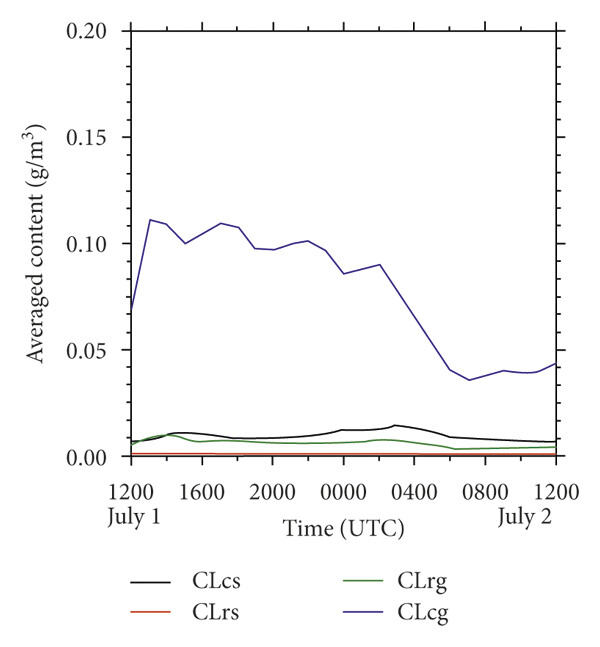 0.20
0.15
0.10
0.05
0.00
Averaged content (g/m³)
1200 1600 2000 0000 0400 0800 1200
July 1 July 2
Time (UTC)
CLcs CLrg
CLrs CLcg